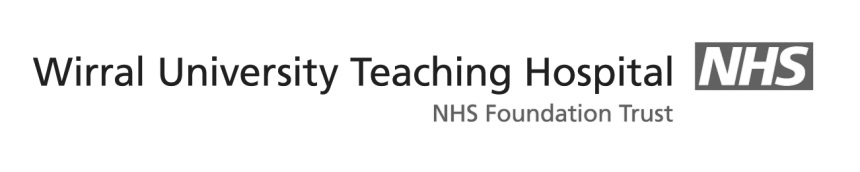 Wirral University Teaching Hospital NHS
NHS Foundation Trust